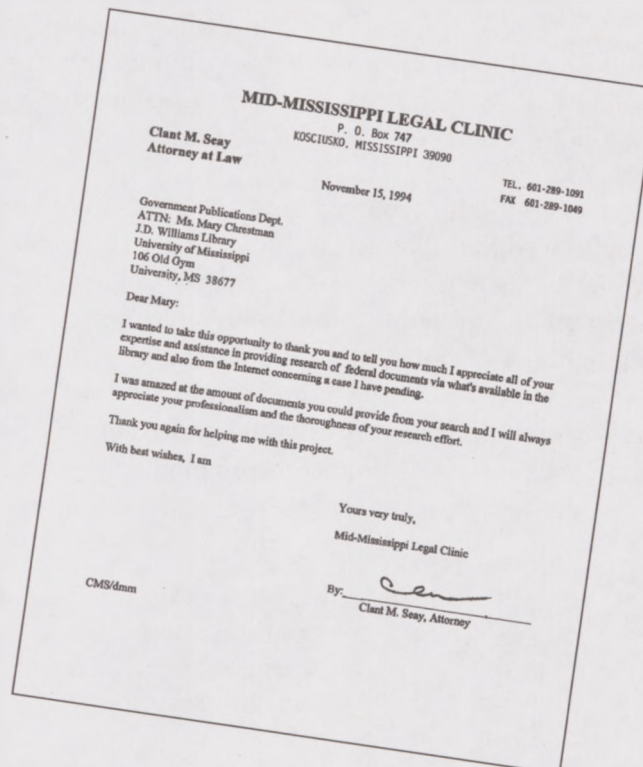 MID-MISSISSIPPI LEGAL CLINIC
P. O. Box 747
KOSCIUSKO, MISSISSIPPI 39090
Clant M. Seay
Attorney at Law
TEL. 601-289-1091
FAX 601-289-1049
November 15, 1994
Government Publications Dept.
ATTN: Ms. Mary Chrestman
J.D. Williams Library
University of Mississippi
106 Old Gym
University, MS 38677
Dear Mary:
I wanted to take this opportunity to thank you and to tell you how much I appreciate all of your
expertise and assistance in providing research of federal documents via what's available in the
library and also from the Internet concerning a case I have pending.
I was amazed at the amount of documents you could provide from your search and I will always
appreciate your professionalism and the thoroughness of your research effort.
Thank you again for helping me with this project.
With best wishes, I am
Yours very truly,
Mid-Mississippi Legal Clinic
CMS/dmm
By:
Clant M. Seay, Attorney